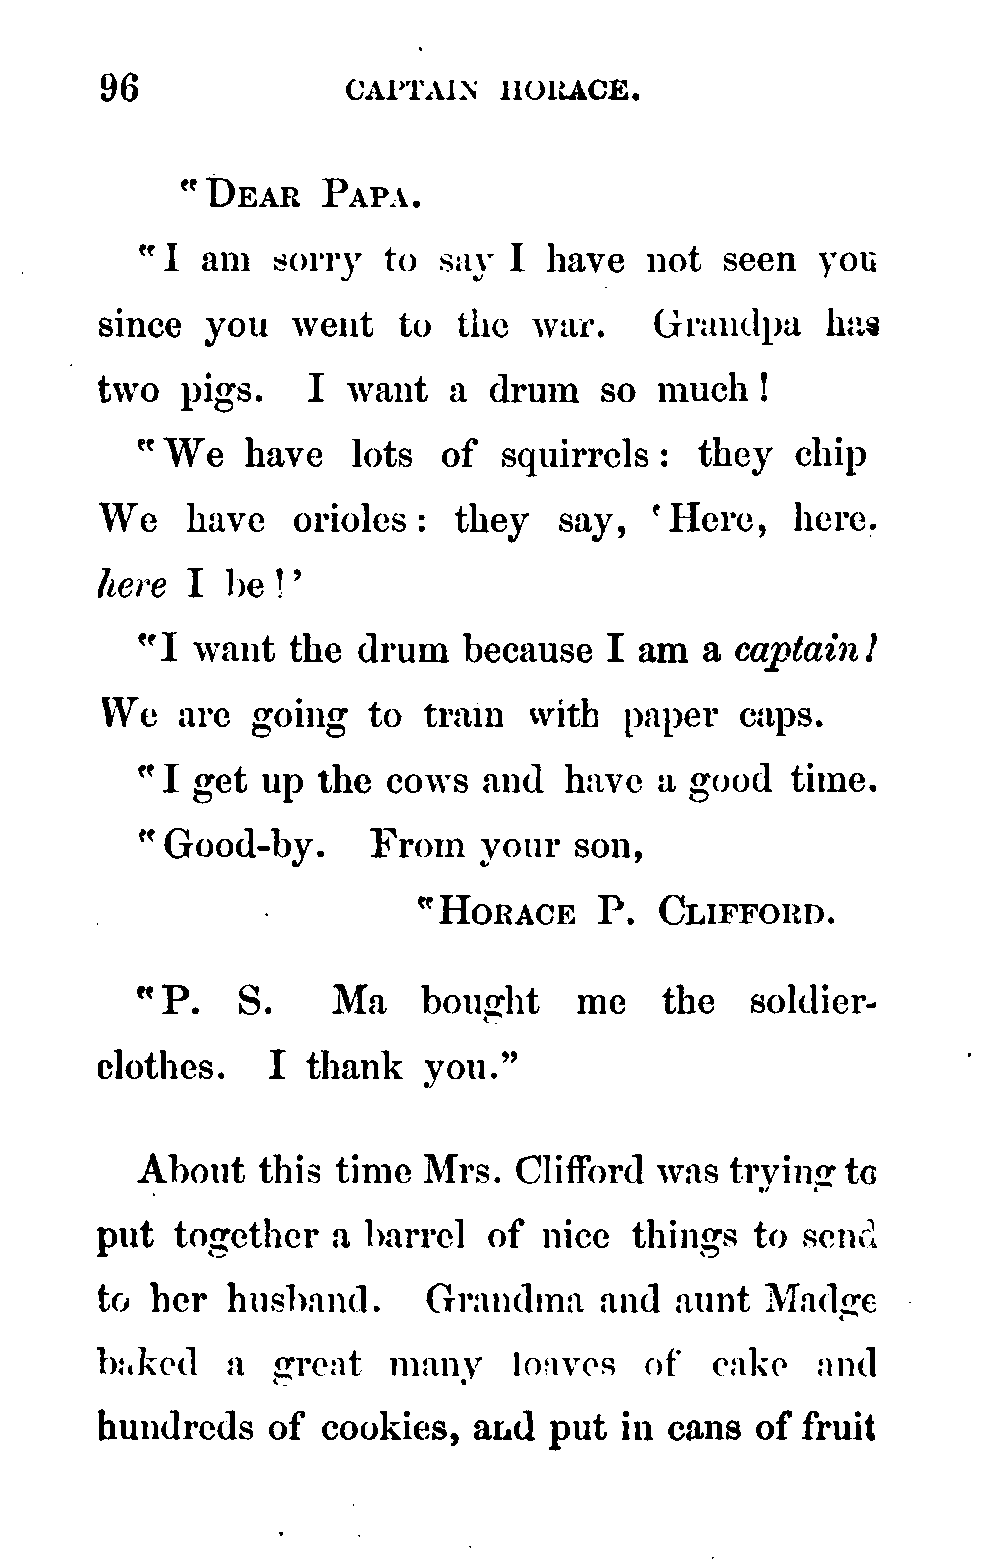 96 CAPTAIN HORACE.
"DEAR PAPA.
"I am sorry to say I have not seen you
since you went to the war. Grandpa has
two pigs. I want a drum so much!
"We have lots of squirrels: they chip
We have orioles: they say, 'Here, here.
here I be!'
"I want the drum because I am a captain!
We are going to train with paper caps.
"I get up the cows and have a good time.
"Good-by. From your son,
"HORACE P. CLIFFORD.
"P. S. Ma bought me the soldier-
clothes. I thank you."
About this time Mrs. Clifford was trying to
put together a barrel of nice things to send
to her husband. Grandma and aunt Madge
baked a great many loaves of cake and
hundreds of cookies, and put in cans of fruit